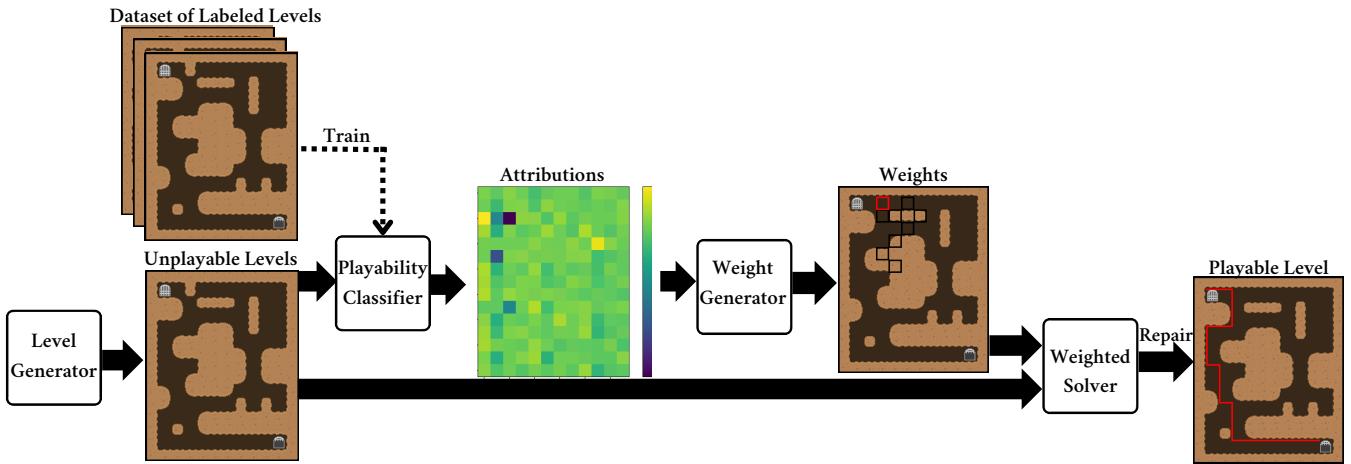 Dataset of Labeled Levels
Train
Attributions
Weights
Unplayable Levels
Playability
Classifier
Weight
Generator
Playable Level
Level
Generator
Repair
Weighted
Solver